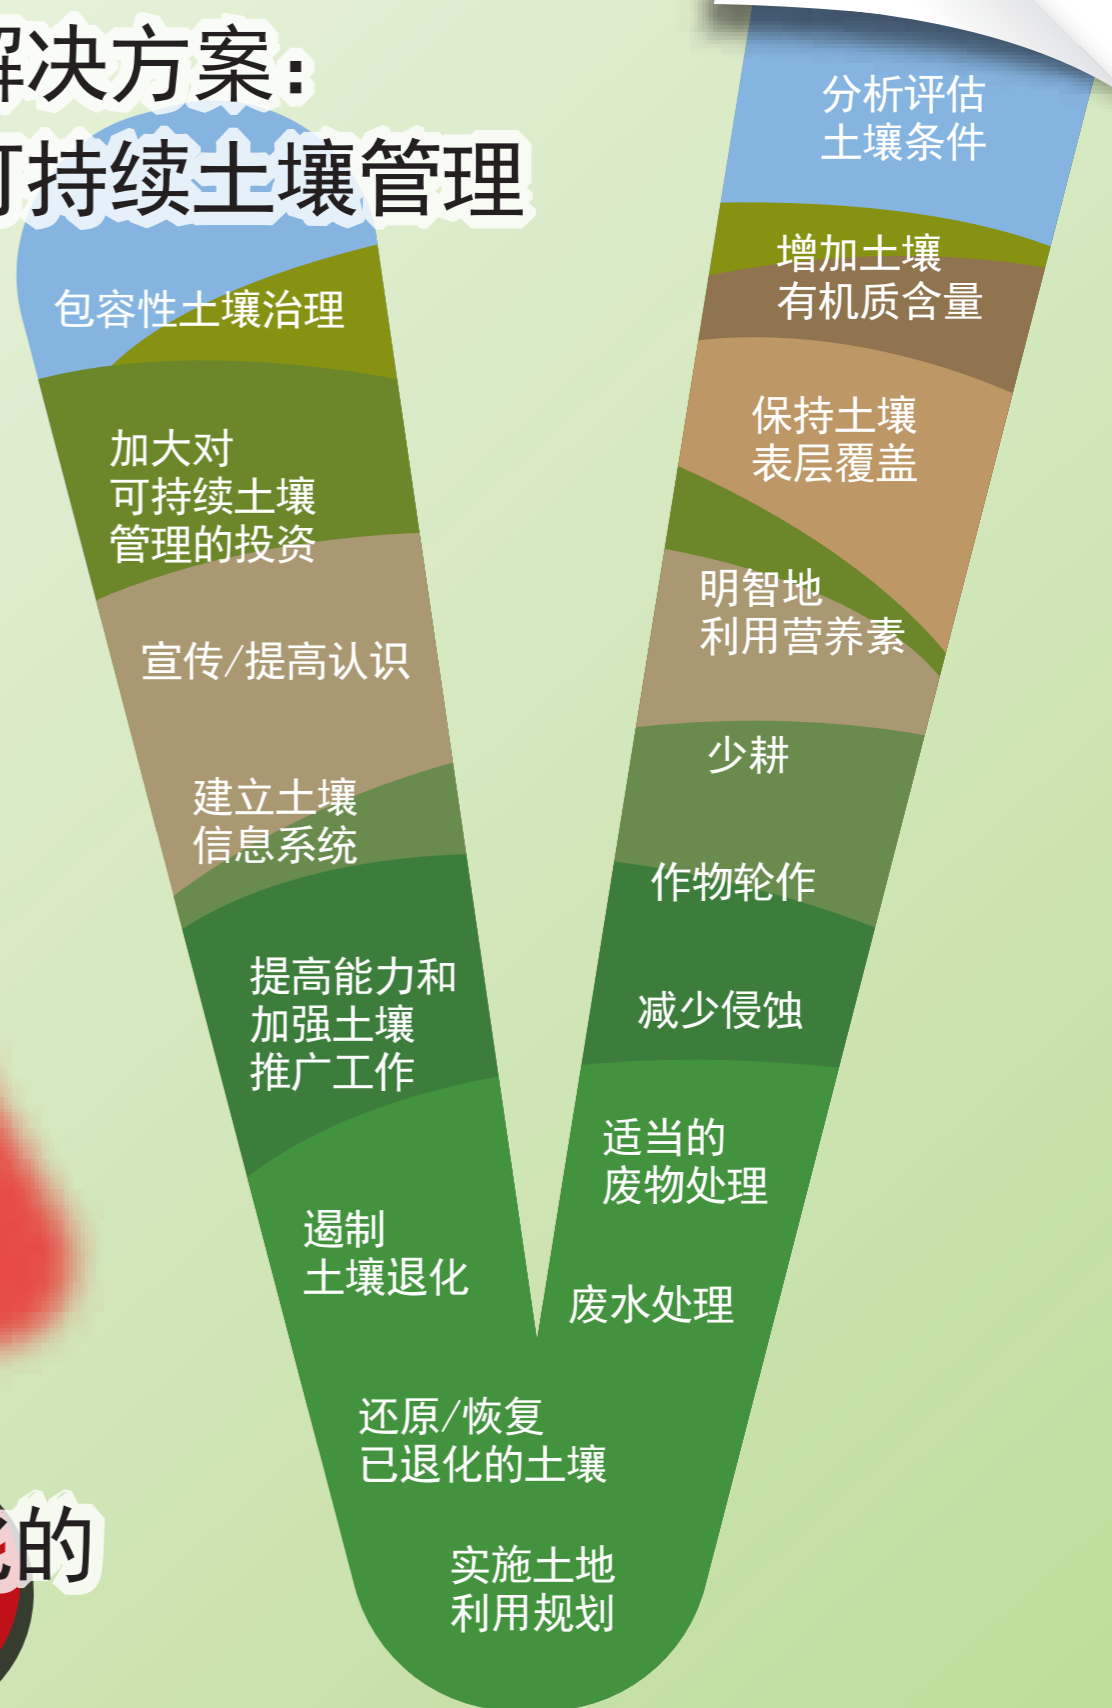 解决方案：
可持续土壤管理
包容性土壤治理
加大对
可持续土壤
管理的投资
宣传/提高认识
建立土壤
信息系统
提高能力和
加强土壤
推广工作
遏制
土壤退化
还原/恢复
已退化的土壤
实施土地
利用规划
分析评估
土壤条件
增加土壤
有机质含量
保持土壤
表层覆盖
明智地
利用营养素
少耕
作物轮作
减少侵蚀
适当的
废物处理
废水处理
的